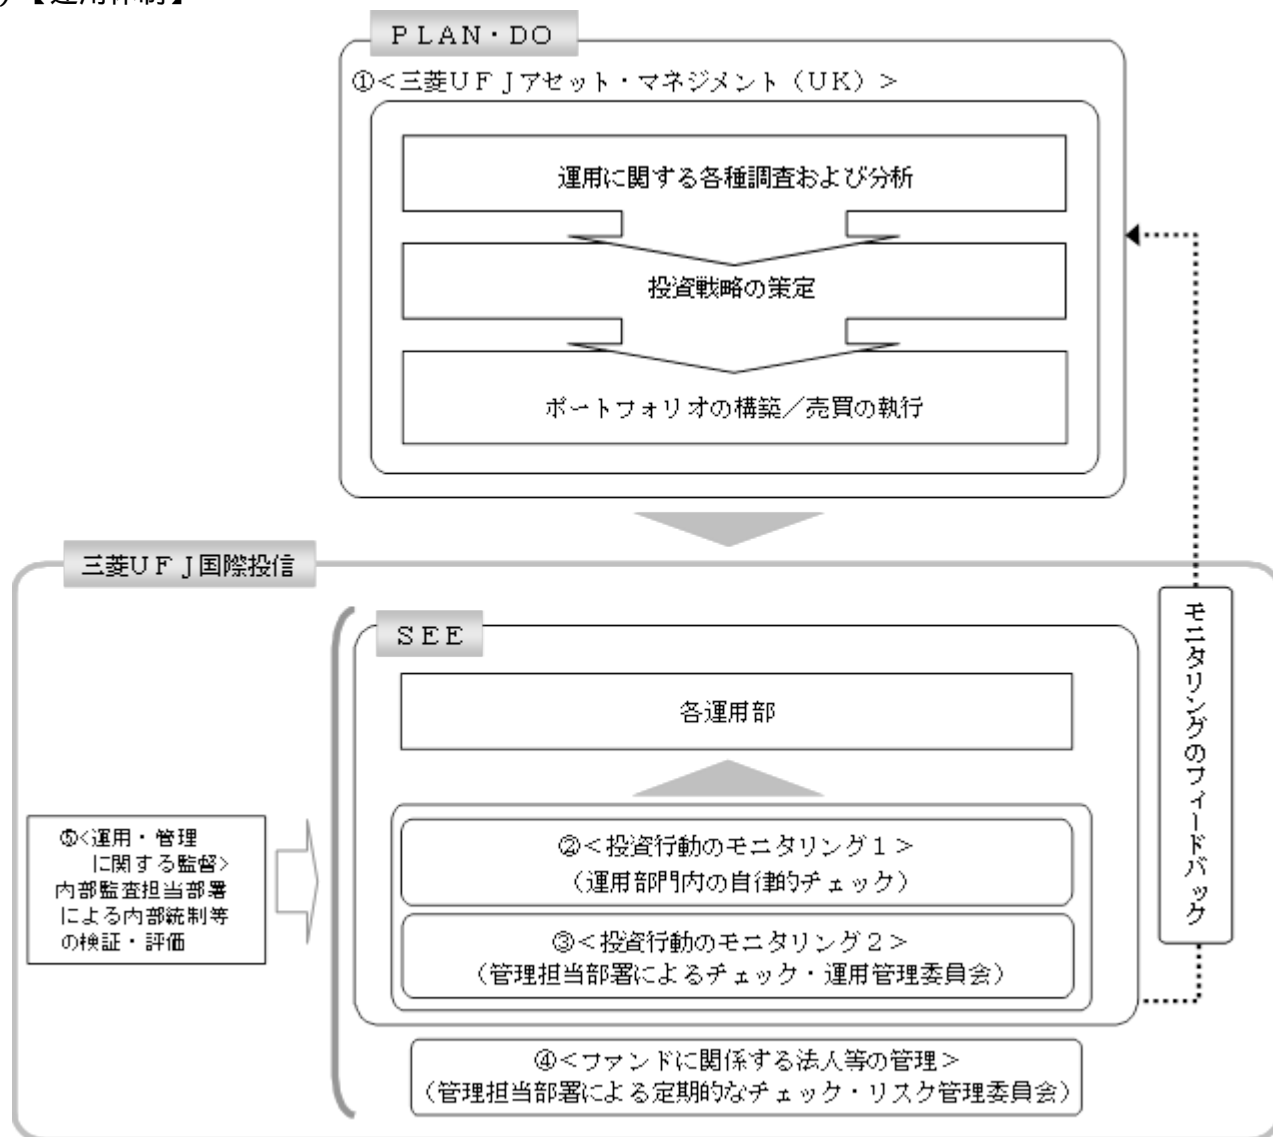 【運用体制】
ＰＬＡＮ・ＤＯ
①＜三菱ＵＦＪアセット・マネジメント（ＵＫ）＞
運用に関する各種調査および分析
投資戦略の策定
ポートフォリオの構築／売買の執行
三菱ＵＦＪ国際投信
ＳＥＥ
各運用部
②＜投資行動のモニタリング１＞
（運用部門内の自律的チェック）
③＜投資行動のモニタリング２＞
（管理担当部署によるチェック・運用管理委員会）
④＜ファンドに関係する法人等の管理＞
（管理担当部署による定期的なチェック・リスク管理委員会）
⑤＜運用・管理
に関する監督＞
内部監査担当部署
による内部統制等
の検証・評価
モニタリングのフィードバック